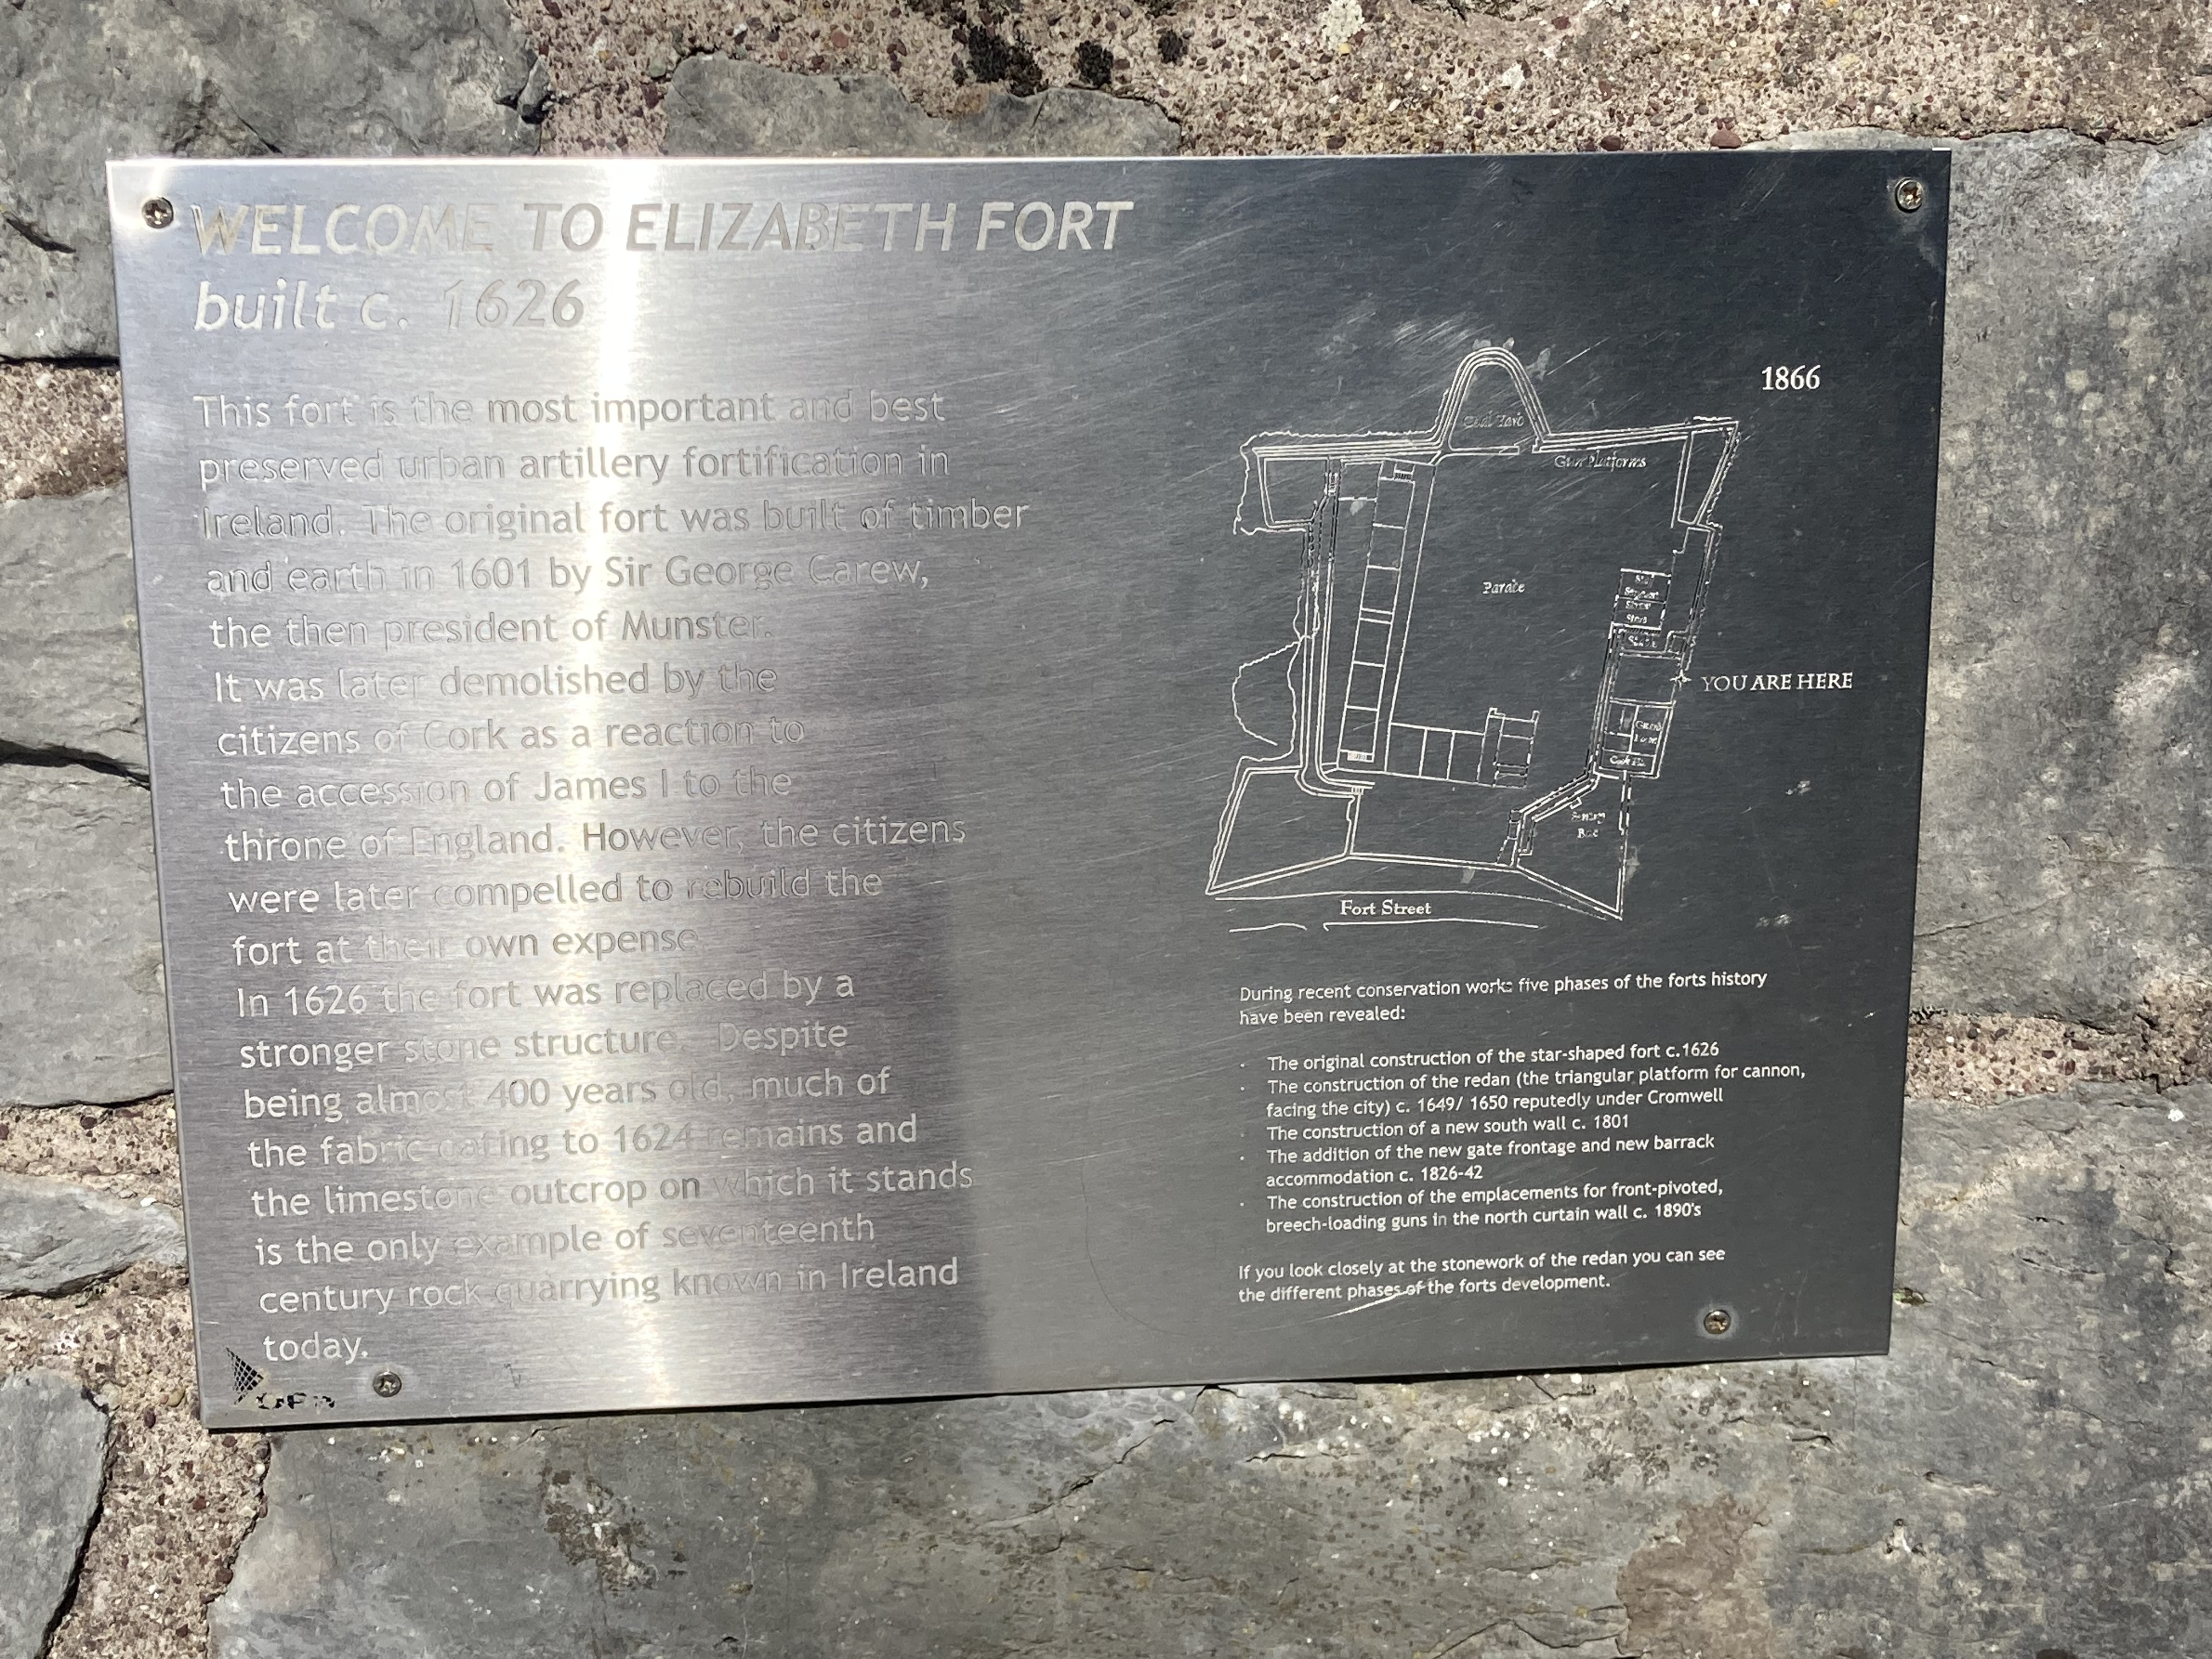 WELCOME TO ELIZABETH FORT
built c. 1626
This fort is the most important and best
preserved urban artillery fortification in
Ireland. The original fort was built of timber
and earth in 1601 by Sir George Carew,
the then president of Munster.
It was later demolished by the
citizens of Cork as a reaction to
the accession of James I to the
throne of England. However, the citizens
were later compelled to rebuild the
fort at their own expense
In 1626 the fort was replaced by a
stronger stone structure. Despite
being almost 400 years old, much of
the fabric dating to 1624 remains and
the limestone outcrop on which it stands
is the only example of seventeenth
century rock quarrying known in Ireland
today.
1866
Gun Platforms
Parade
YOU ARE HERE
Fort Street
During recent conservation works five phases of the forts history
have been revealed:
· The original construction of the star-shaped fort c.1626
· The construction of the redan (the triangular platform for cannon,
facing the city) c. 1649/ 1650 reputedly under Cromwell
· The construction of a new south wall c. 1801
· The addition of the new gate frontage and new barrack
accommodation c. 1826-42
· The construction of the emplacements for front-pivoted,
breech-loading guns in the north curtain wall c. 1890's
If you look closely at the stonework of the redan you can see
the different phases of the forts development.